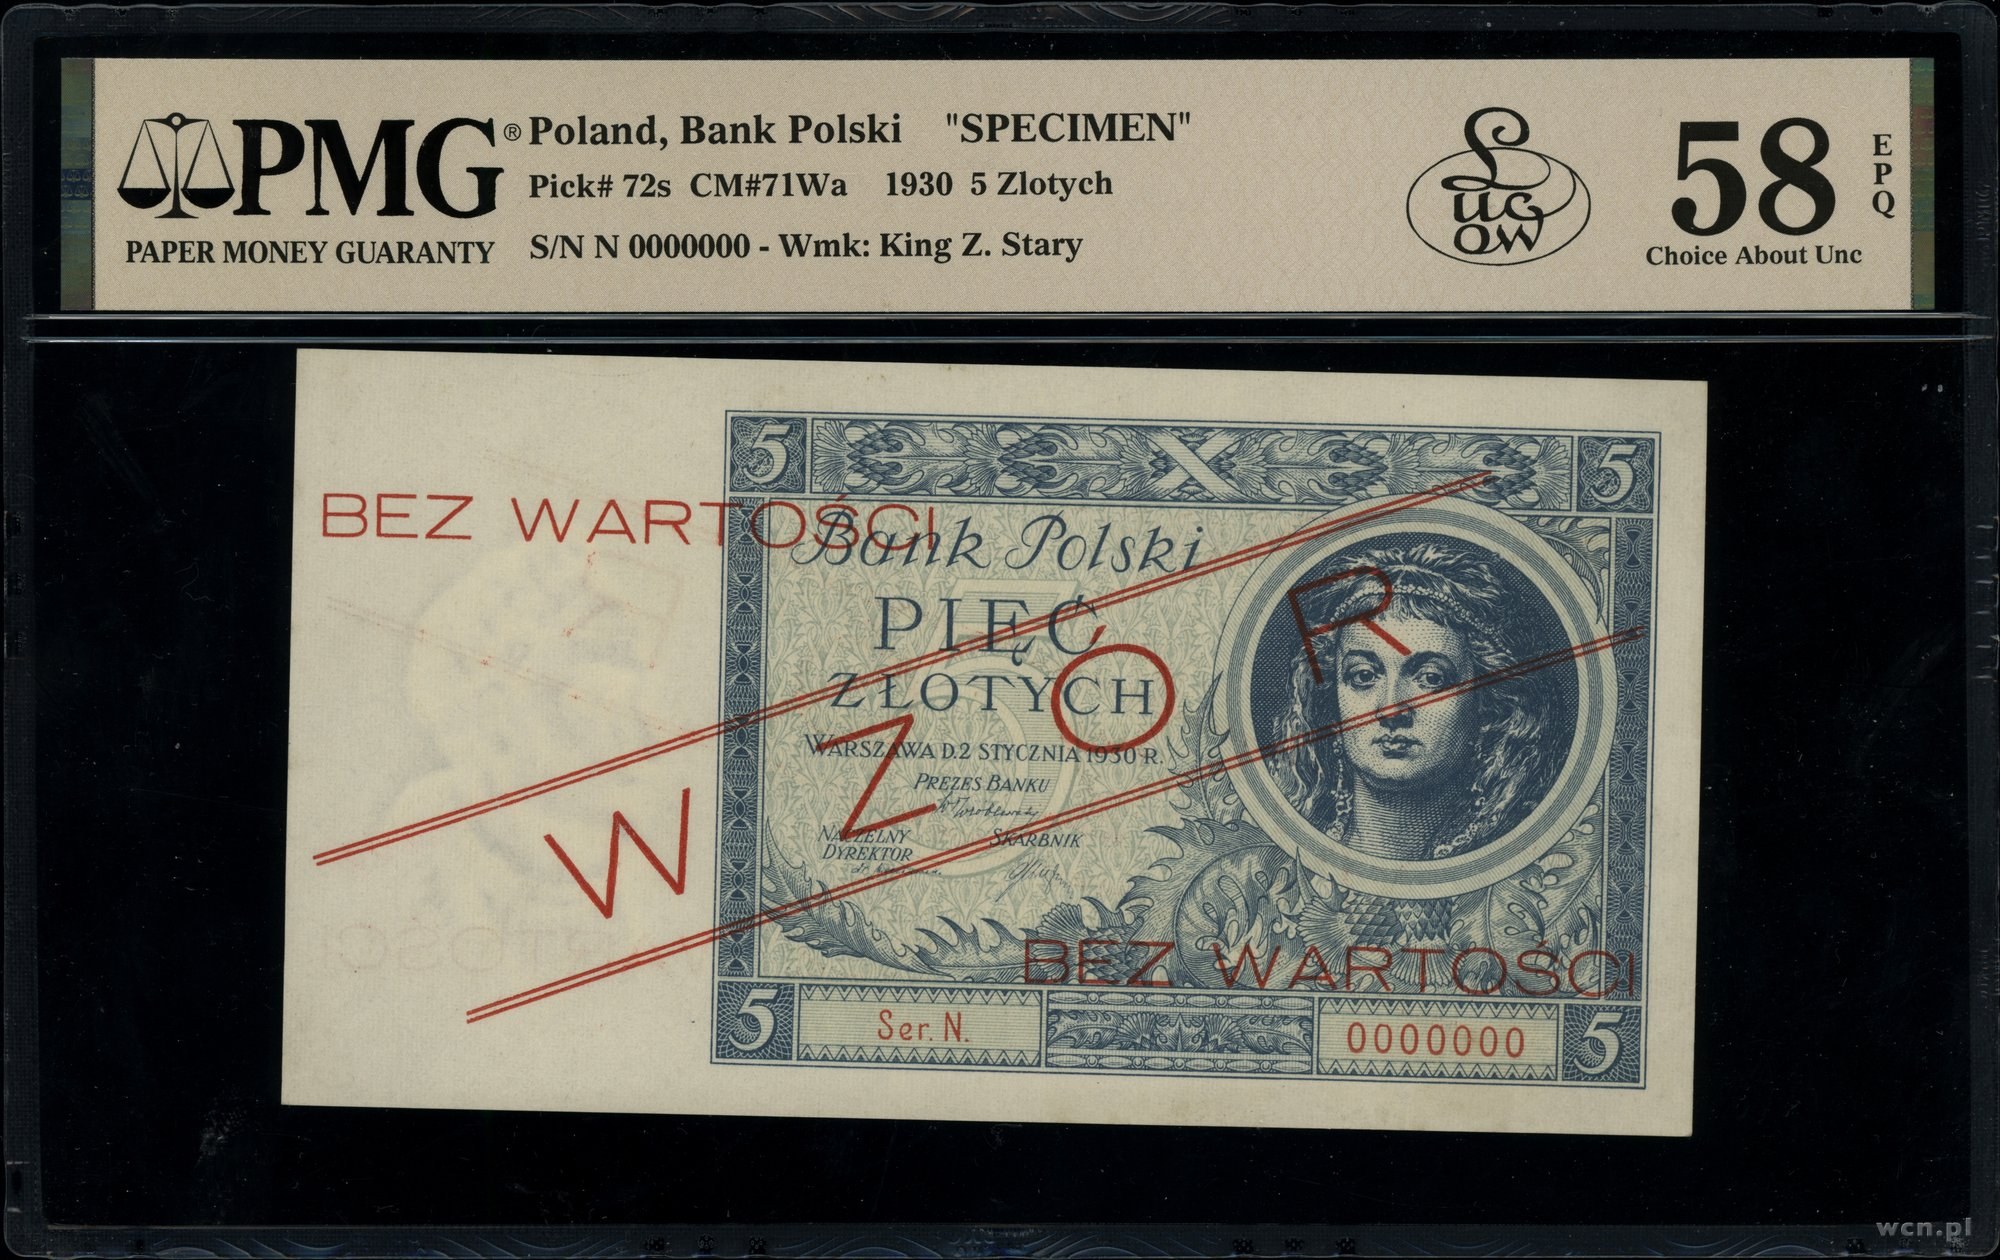 PMG®
PAPER MONEY GUARANTY
Poland, Bank Polski "SPECIMEN"
Pick# 72s CM#71Wa 1930 5 Zlotych
S/N N 0000000 - Wmk: King Z. Stary
Lucow
58
EPQ
Choice About Unc
5
5
BEZ WARTOŚCI
Bank Polski
PIĘĆ
ZŁOTYCH
WARSZAWA D.2 STYCZNIA 1930 R.
PREZES BANKU
NACZELNY
DYREKTOR
SKARBNIK
WZOR
BEZ WARTOŚCI
5
Ser. N.
0000000
5
wcn.pl